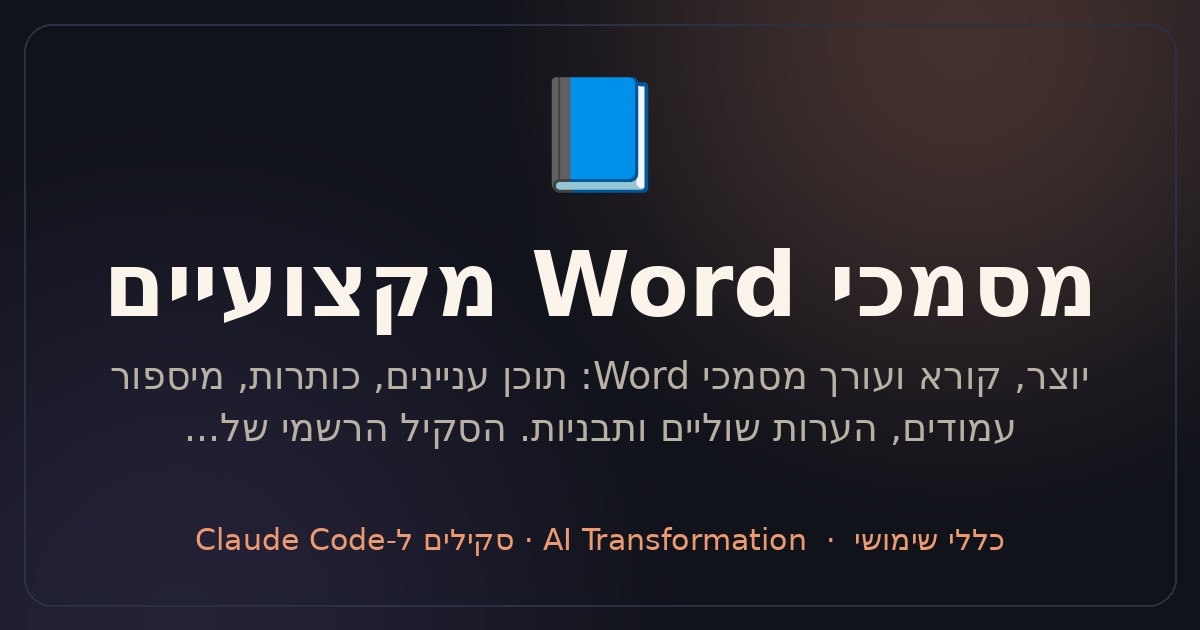 מסמכי Word מקצועיים
יוצר, קורא ועורך מסמכי Word: תוכן עניינים, כותרות, מיספור
עמודים, הערות שוליים ותבניות. הסקיל הרשמי של...
כללי שימושי · AI Transformation · סקילים ל-Claude Code